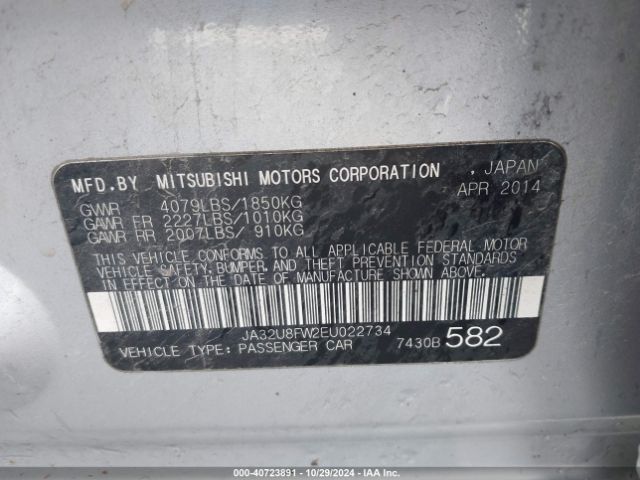 MFD.BY MITSUBISHI MOTORS CORPORATION , JAPAN
APR 2014
GVWR 4079LBS/1850KG
GAWR FR 2227LBS/1010KG
GAWR RR 2007LBS/ 910KG
THIS VEHICLE CONFORMS TO ALL APPLICABLE FEDERAL MOTOR
VEHICLE SAFETY, BUMPER, AND THEFT PREVENTION STANDARDS
IN EFFECT ON THE DATE OF MANUFACTURE SHOWN ABOVE.
JA32U8FW2EU022734
VEHICLE TYPE: PASSENGER CAR 7430B 582
© - 40723891 - 10/29/2024 - IAA Inc.